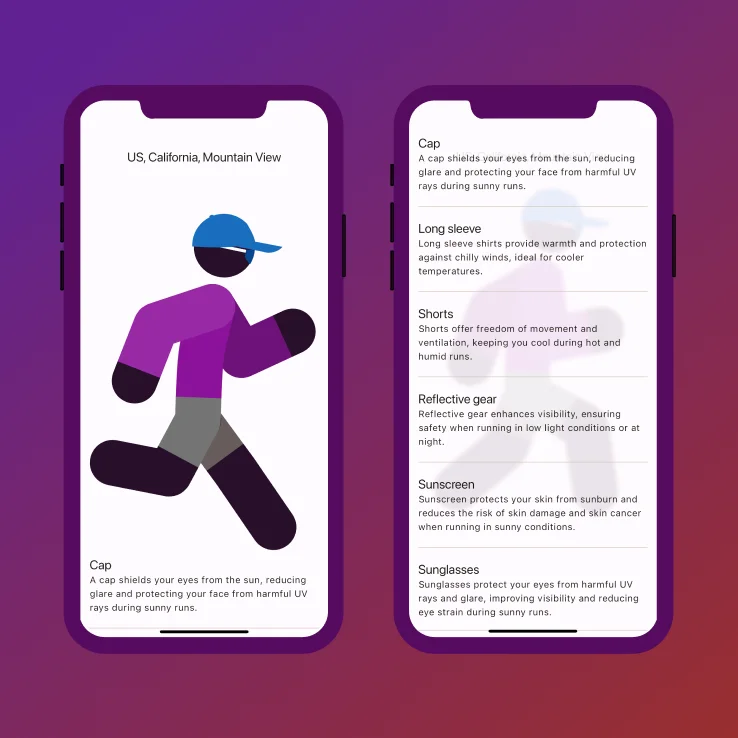 US, California, Mountain View
Cap
A cap shields your eyes from the sun, reducing
glare and protecting your face from harmful UV
rays during sunny runs.
Cap
A cap shields your eyes from the sun, reducing
glare and protecting your face from harmful UV
rays during sunny runs.
Long sleeve
Long sleeve shirts provide warmth and protection
against chilly winds, ideal for cooler
temperatures.
Shorts
Shorts offer freedom of movement and
ventilation, keeping you cool during hot and
humid runs.
Reflective gear
Reflective gear enhances visibility, ensuring
safety when running in low light conditions or at
night.
Sunscreen
Sunscreen protects your skin from sunburn and
reduces the risk of skin damage and skin cancer
when running in sunny conditions.
Sunglasses
Sunglasses protect your eyes from harmful UV
rays and glare, improving visibility and reducing
eye strain during sunny runs.